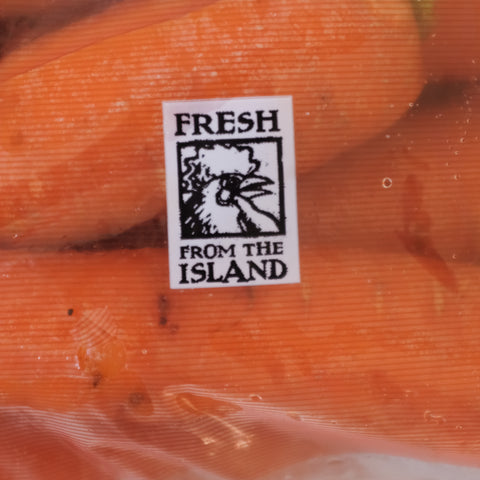 FRESH
FROM THE
ISLAND